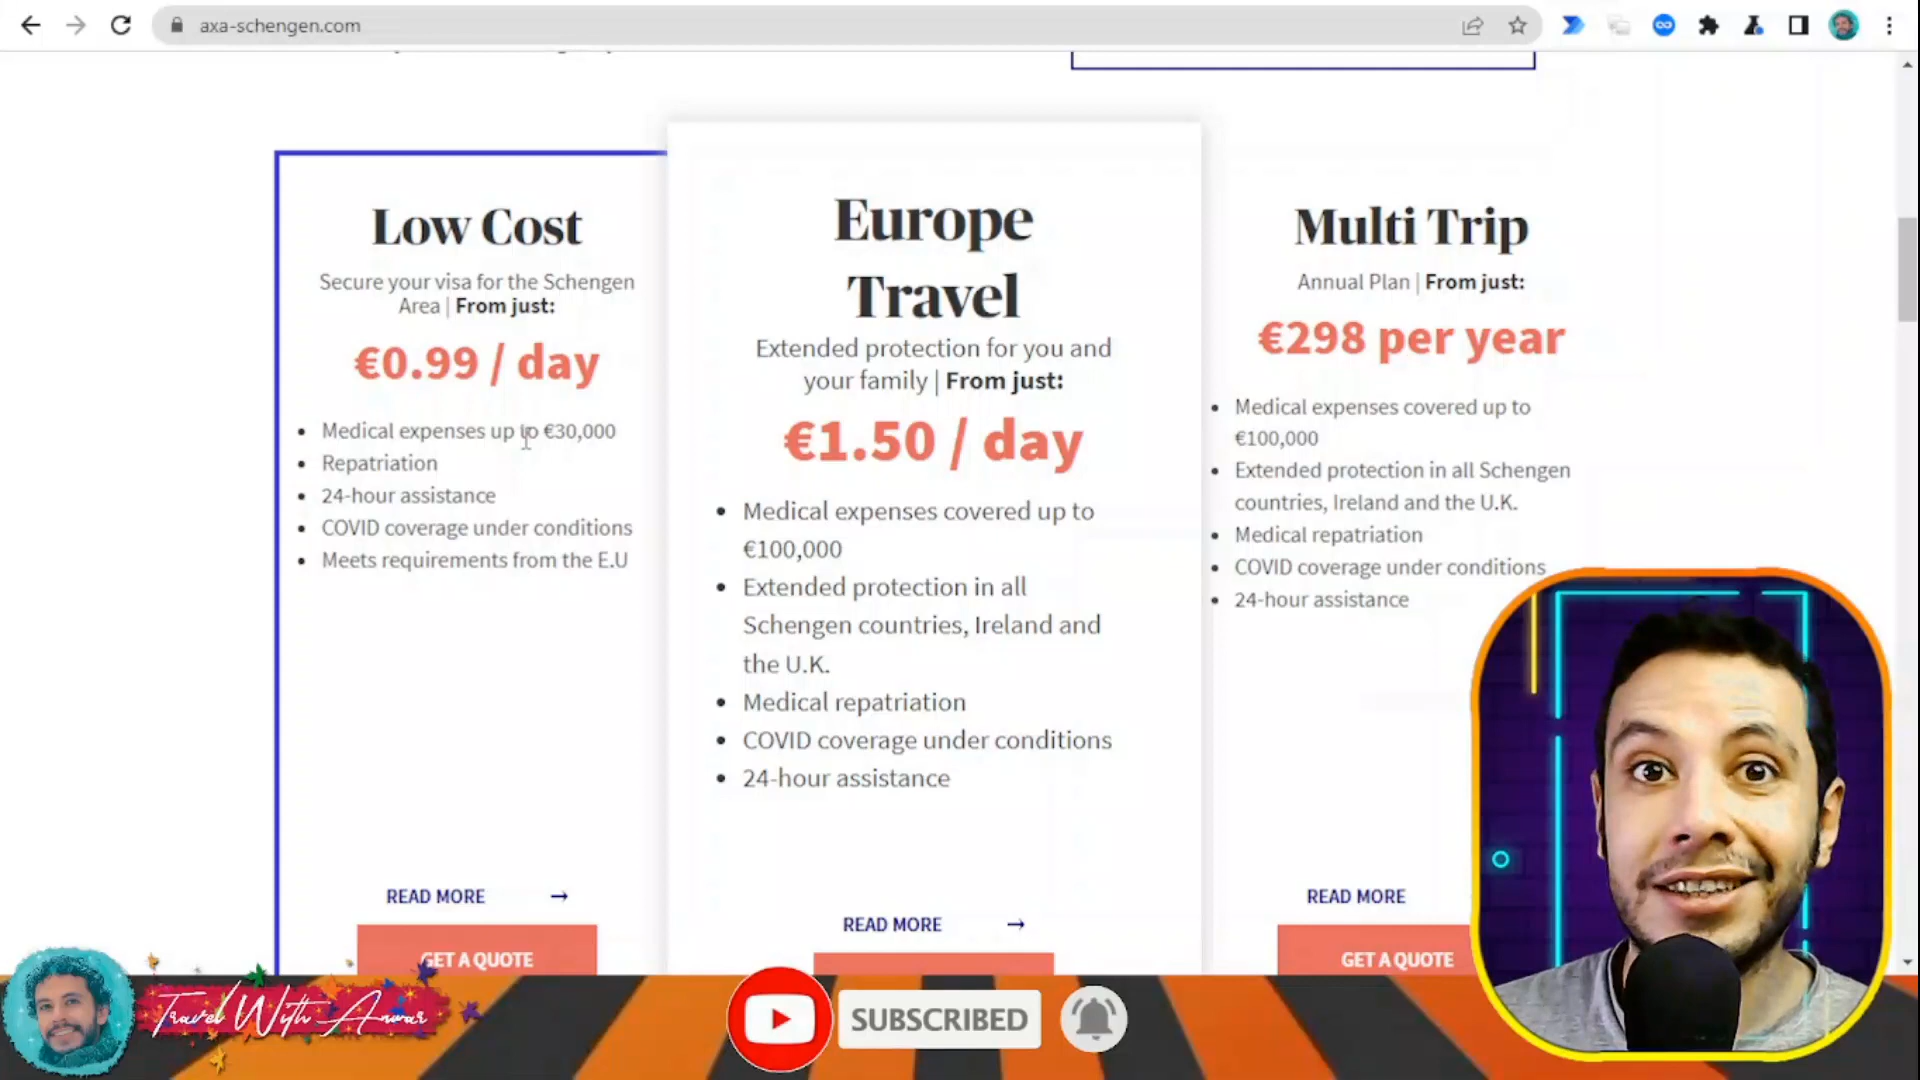 axa-schengen.com
Low Cost
Secure your visa for the Schengen
Area | From just:
€0.99 / day
Medical expenses up to €30,000
Repatriation
24-hour assistance
COVID coverage under conditions
Meets requirements from the E.U
READ MORE →
GET A QUOTE
Europe
Travel
Extended protection for you and
your family | From just:
€1.50 / day
Medical expenses covered up to
€100,000
Extended protection in all
Schengen countries, Ireland and
the U.K.
Medical repatriation
COVID coverage under conditions
24-hour assistance
READ MORE →
Multi Trip
Annual Plan | From just:
€298 per year
Medical expenses covered up to
€100,000
Extended protection in all Schengen
countries, Ireland and the U.K.
Medical repatriation
COVID coverage under conditions
24-hour assistance
READ MORE
GET A QUOTE
Travel With Anwar
SUBSCRIBED